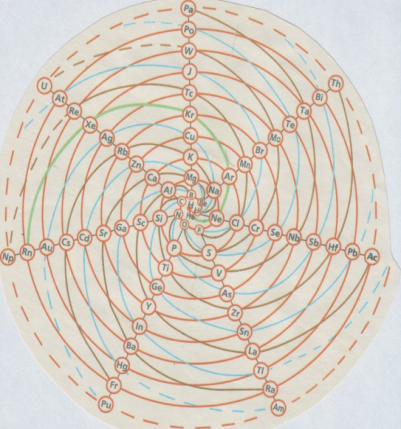 Pa
Po
W
J
Tc
Kr
Cu
K
Mg
Th
Bi
Ta
Te
Mo
Br
Mn
Ar
Na
U
At
Re
Xe
Ag
Rb
Zn
Ca
Al
Np
Rn
Au
Cs
Cd
Sr
Ga
Sc
Si
Ne
Cl
Cr
Se
Nb
Sb
Hf
Pb
Ac
P
Ti
Ge
Y
In
Ba
Hg
Fr
Pu
S
V
As
Zr
Sn
La
Tl
Ra
Am
H
N
O
F
He